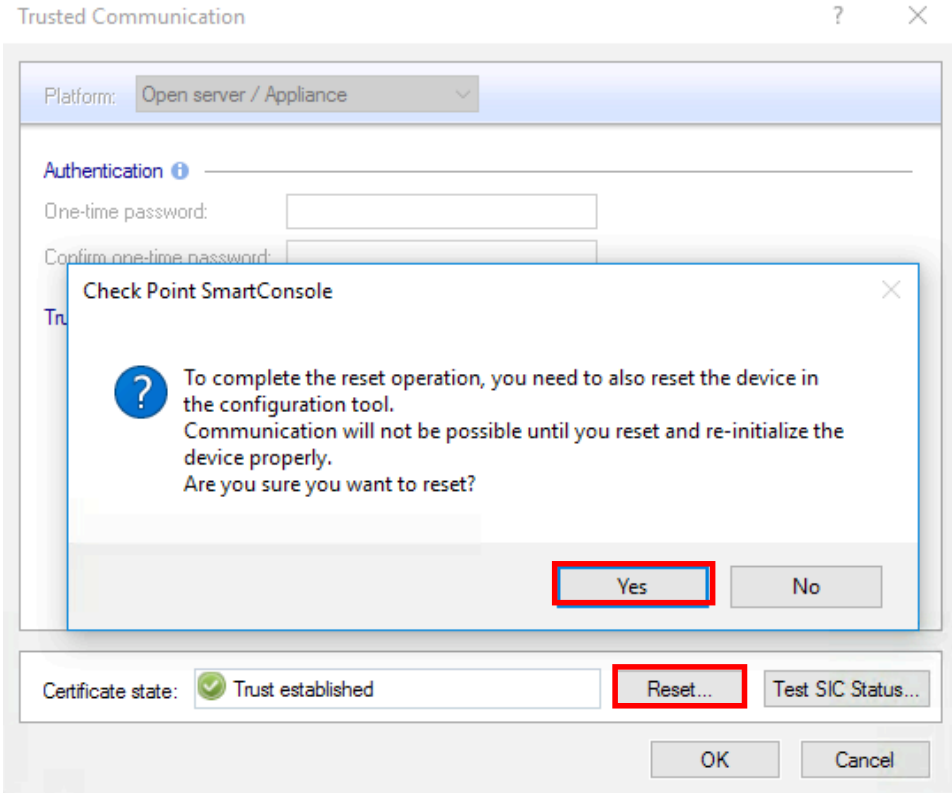 Trusted Communication
Platform: Open server / Appliance
Authentication
One-time password:
Confirm one-time password:
Check Point SmartConsole
Tru
To complete the reset operation, you need to also reset the device in
the configuration tool.
Communication will not be possible until you reset and re-initialize the
device properly.
Are you sure you want to reset?
Yes No
Certificate state: Trust established Reset... Test SIC Status...
OK Cancel